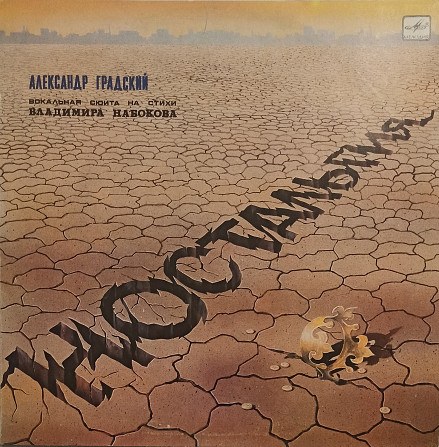 АЛЕКСАНДР ГРАДСКИЙ
ВОКАЛЬНАЯ СЮИТА НА СТИХИ
ВЛАДИМИРА НАБОКОВА
НОСТАЛЬГИЯ